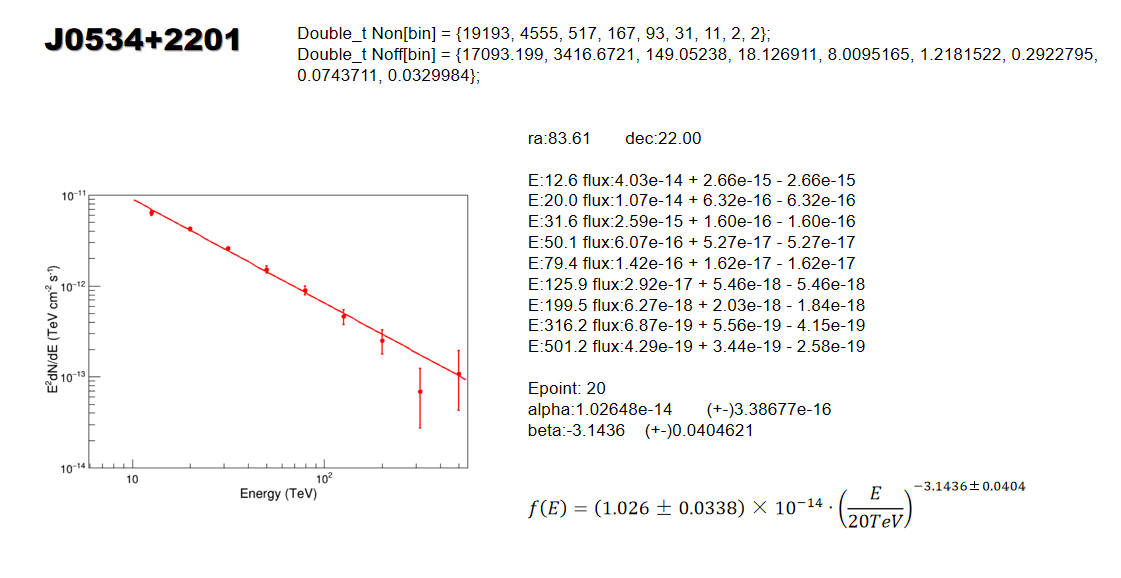 J0534+2201
Double_t Non[bin] = {19193, 4555, 517, 167, 93, 31, 11, 2, 2};
Double_t Noff[bin] = {17093.199, 3416.6721, 149.05238, 18.126911, 8.0095165, 1.2181522, 0.2922795,
0.0743711, 0.0329984};
ra:83.61 dec:22.00
E:12.6 flux:4.03e-14 + 2.66e-15 - 2.66e-15
E:20.0 flux:1.07e-14 + 6.32e-16 - 6.32e-16
E:31.6 flux:2.59e-15 + 1.60e-16 - 1.60e-16
E:50.1 flux:6.07e-16 + 5.27e-17 - 5.27e-17
E:79.4 flux:1.42e-16 + 1.62e-17 - 1.62e-17
E:125.9 flux:2.92e-17 + 5.46e-18 - 5.46e-18
E:199.5 flux:6.27e-18 + 2.03e-18 - 1.84e-18
E:316.2 flux:6.87e-19 + 5.56e-19 - 4.15e-19
E:501.2 flux:4.29e-19 + 3.44e-19 - 2.58e-19
Epoint: 20
alpha:1.02648e-14 (+-)3.38677e-16
beta:-3.1436 (+-)0.0404621
f(E) = (1.026 ± 0.0338) × 10⁻¹⁴ · (E/20TeV)^−3.1436±0.0404
E²dN/dE (TeV cm⁻² s⁻¹)
10⁻¹¹
10⁻¹²
10⁻¹³
10⁻¹⁴
10
10²
Energy (TeV)